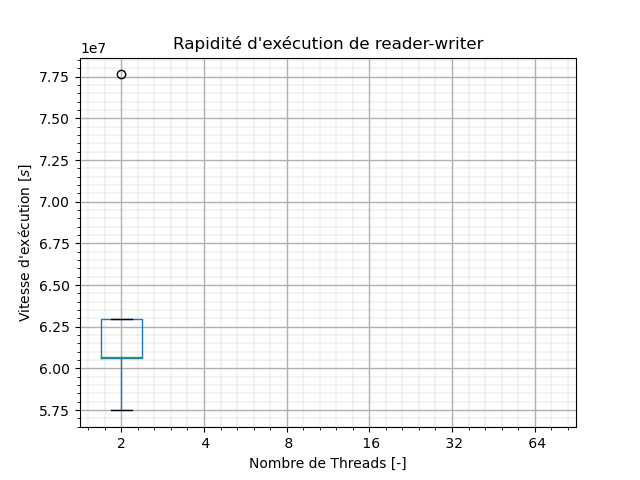 Rapidité d'exécution de reader-writer
1e7
7.75
7.50
7.25
7.00
6.75
6.50
6.25
6.00
5.75
Vitesse d'exécution [s]
2 4 8 16 32 64
Nombre de Threads [-]